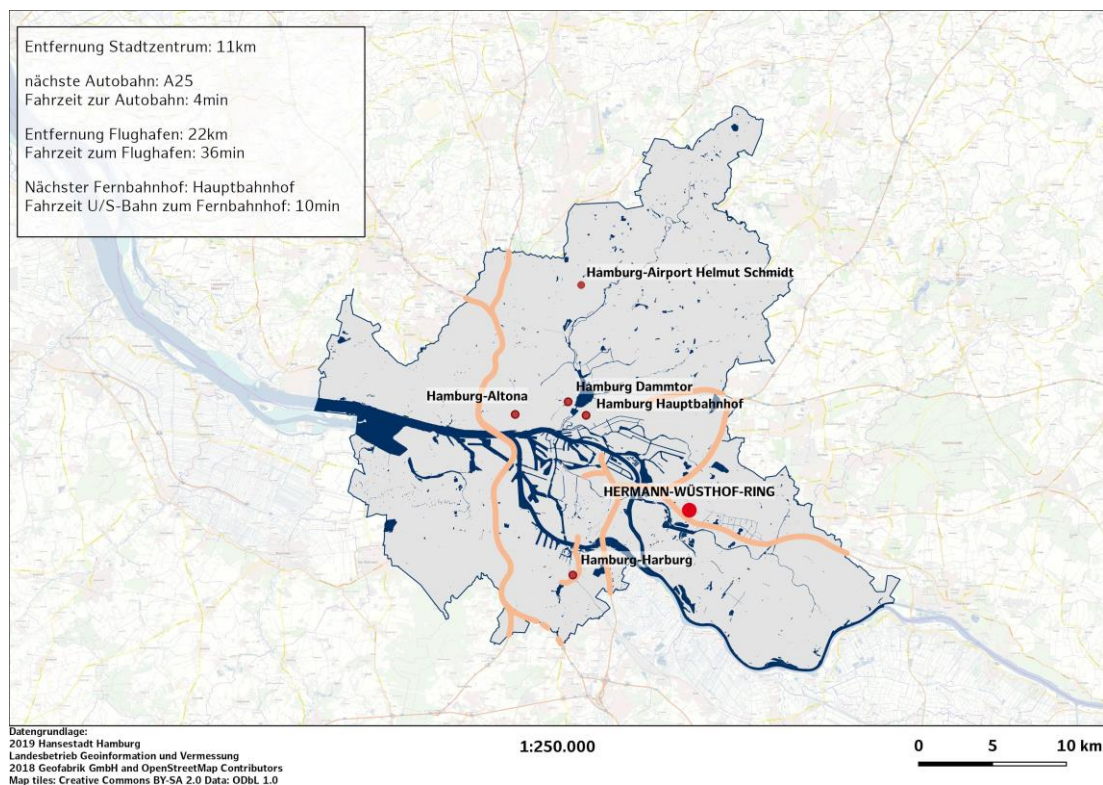 Entfernung Stadtzentrum: 11km
nächste Autobahn: A25
Fahrzeit zur Autobahn: 4min
Entfernung Flughafen: 22km
Fahrzeit zum Flughafen: 36min
Nächster Fernbahnhof: Hauptbahnhof
Fahrzeit U/S-Bahn zum Fernbahnhof: 10min
Hamburg-Airport Helmut Schmidt
Hamburg Dammtor
Hamburg-Altona
Hamburg Hauptbahnhof
HERMANN-WÜSTHOF-RING
Hamburg-Harburg
Datengrundlage:
2019 Hansestadt Hamburg
Landesbetrieb Geoinformation und Vermessung
2018 Geofabrik GmbH and OpenStreetMap Contributors
Map tiles: Creative Commons BY-SA 2.0 Data: ODbL 1.0
1:250.000
0 5 10 km